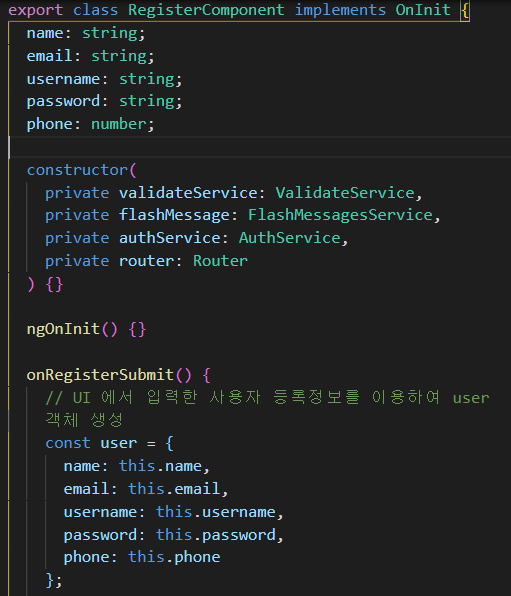 export class RegisterComponent implements OnInit {
name: string;
email: string;
username: string;
password: string;
phone: number;
constructor(
private validateService: ValidateService,
private flashMessage: FlashMessagesService,
private authService: AuthService,
private router: Router
) {}
ngOnInit() {}
onRegisterSubmit() {
// UI 에서 입력한 사용자 등록정보를 이용하여 user
객체 생성
const user = {
name: this.name,
email: this.email,
username: this.username,
password: this.password,
phone: this.phone
};